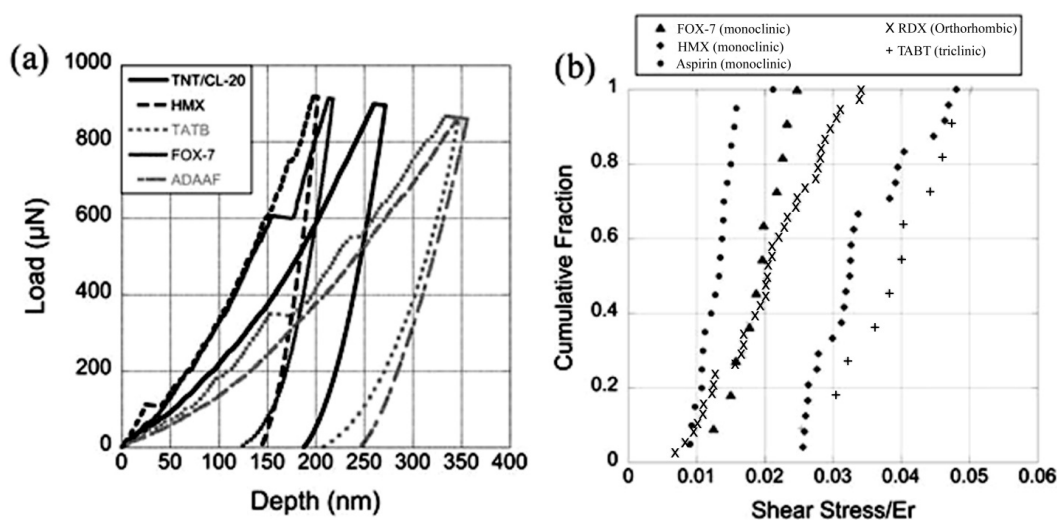 (a)
1000
800
600
400
200
0
Load (µN)
TNT/CL-20
HMX
TATB
FOX-7
ADAAF
0 50 100 150 200 250 300 350 400
Depth (nm)
FOX-7 (monoclinic)
HMX (monoclinic)
Aspirin (monoclinic)
RDX (Orthorhombic)
TABT (triclinic)
(b)
1
0.8
0.6
0.4
0.2
0
Cumulative Fraction
0 0.01 0.02 0.03 0.04 0.05 0.06
Shear Stress/Er